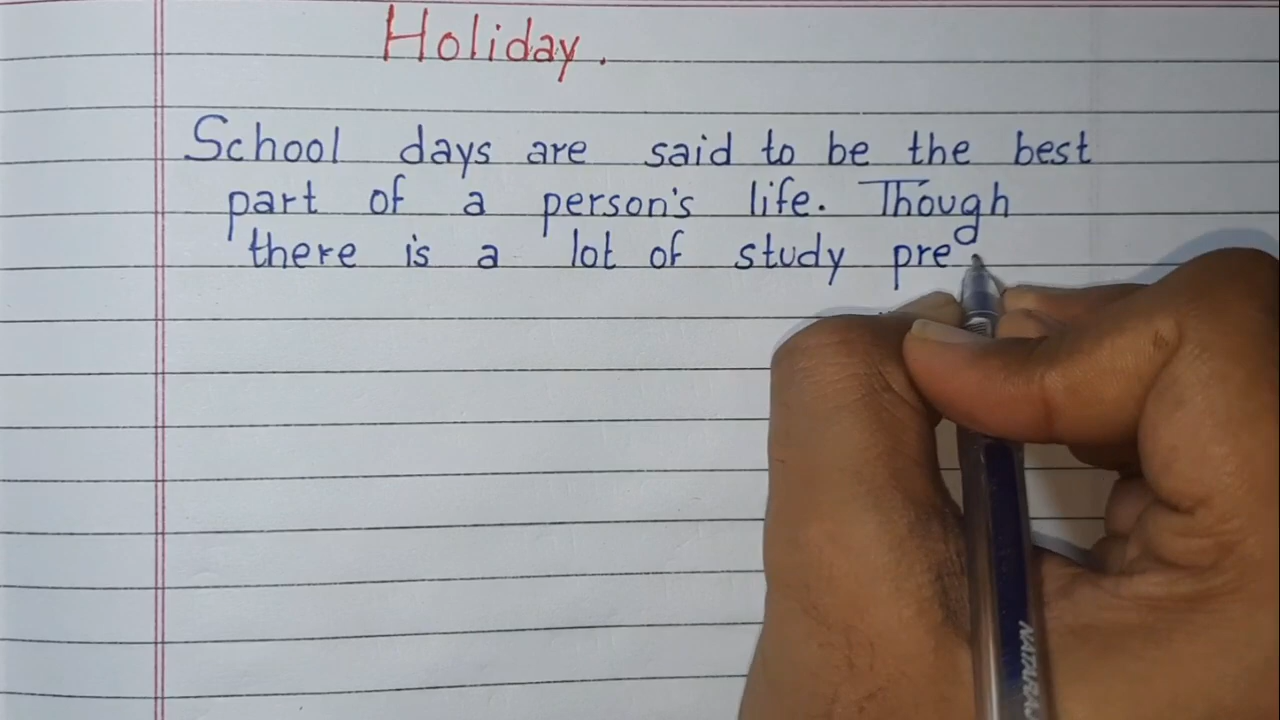 Holiday.
School days are said to be the best
part of a person's life. Though
there is a lot of study pre
NATARAJ